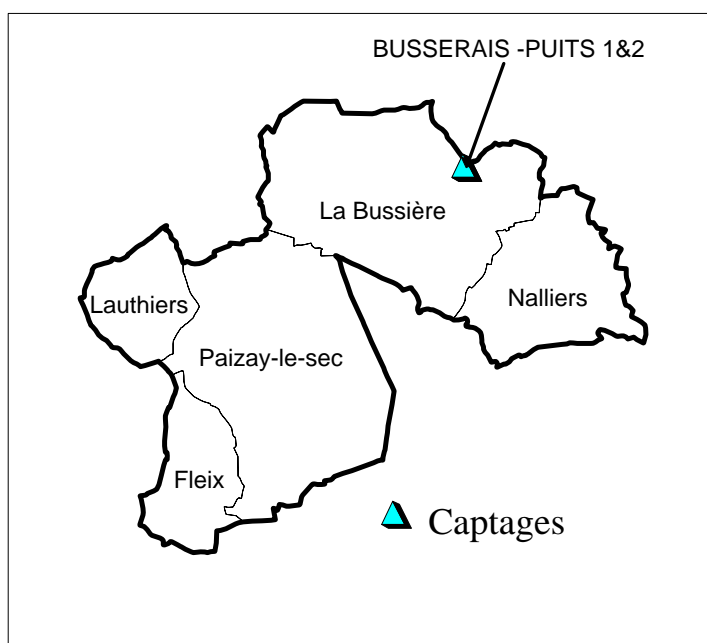 BUSSERAIS -PUITS 1&2
La Bussière
Nalliers
Lauthiers
Paizay-le-sec
Fleix
Captages